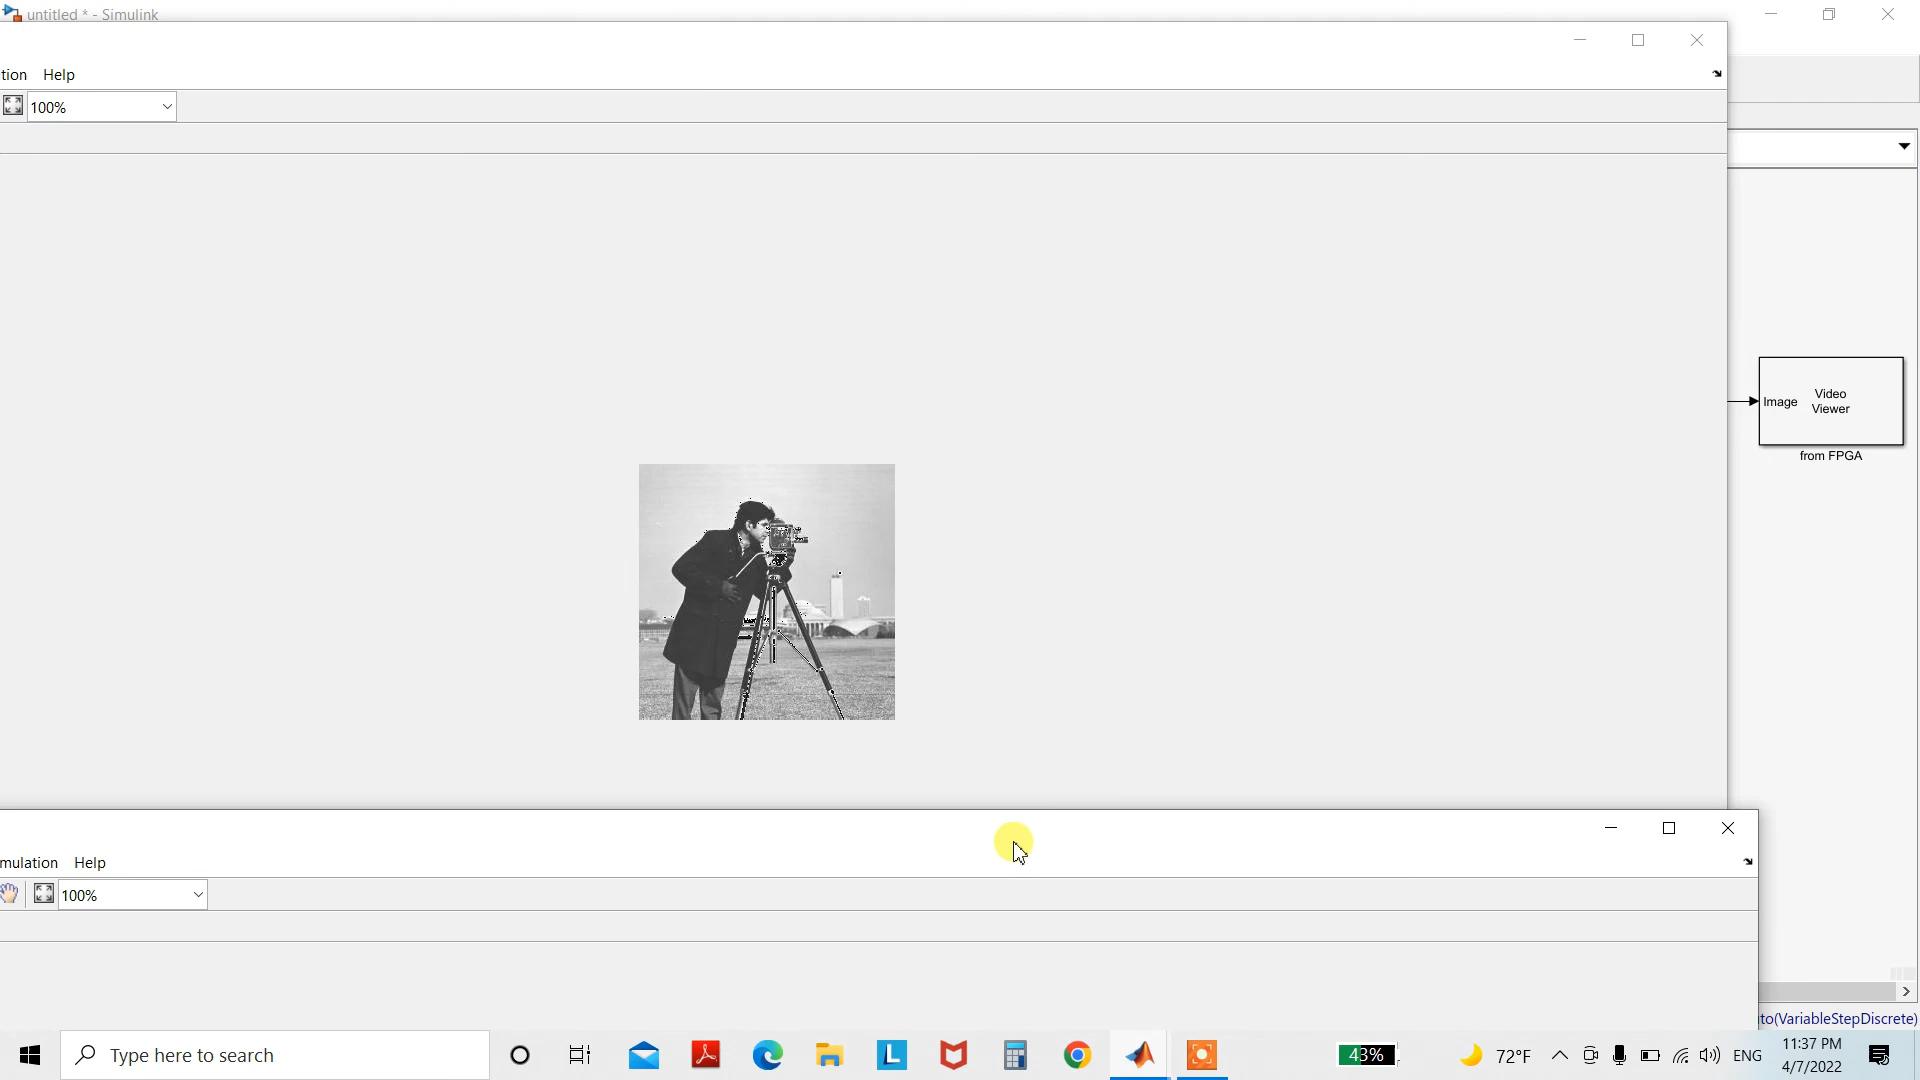 untitled * - Simulink
tion Help
100%
Image
Video
Viewer
from FPGA
mulation Help
100%
to(VariableStepDiscrete)
Type here to search
43%
72°F
ENG
11:37 PM
4/7/2022